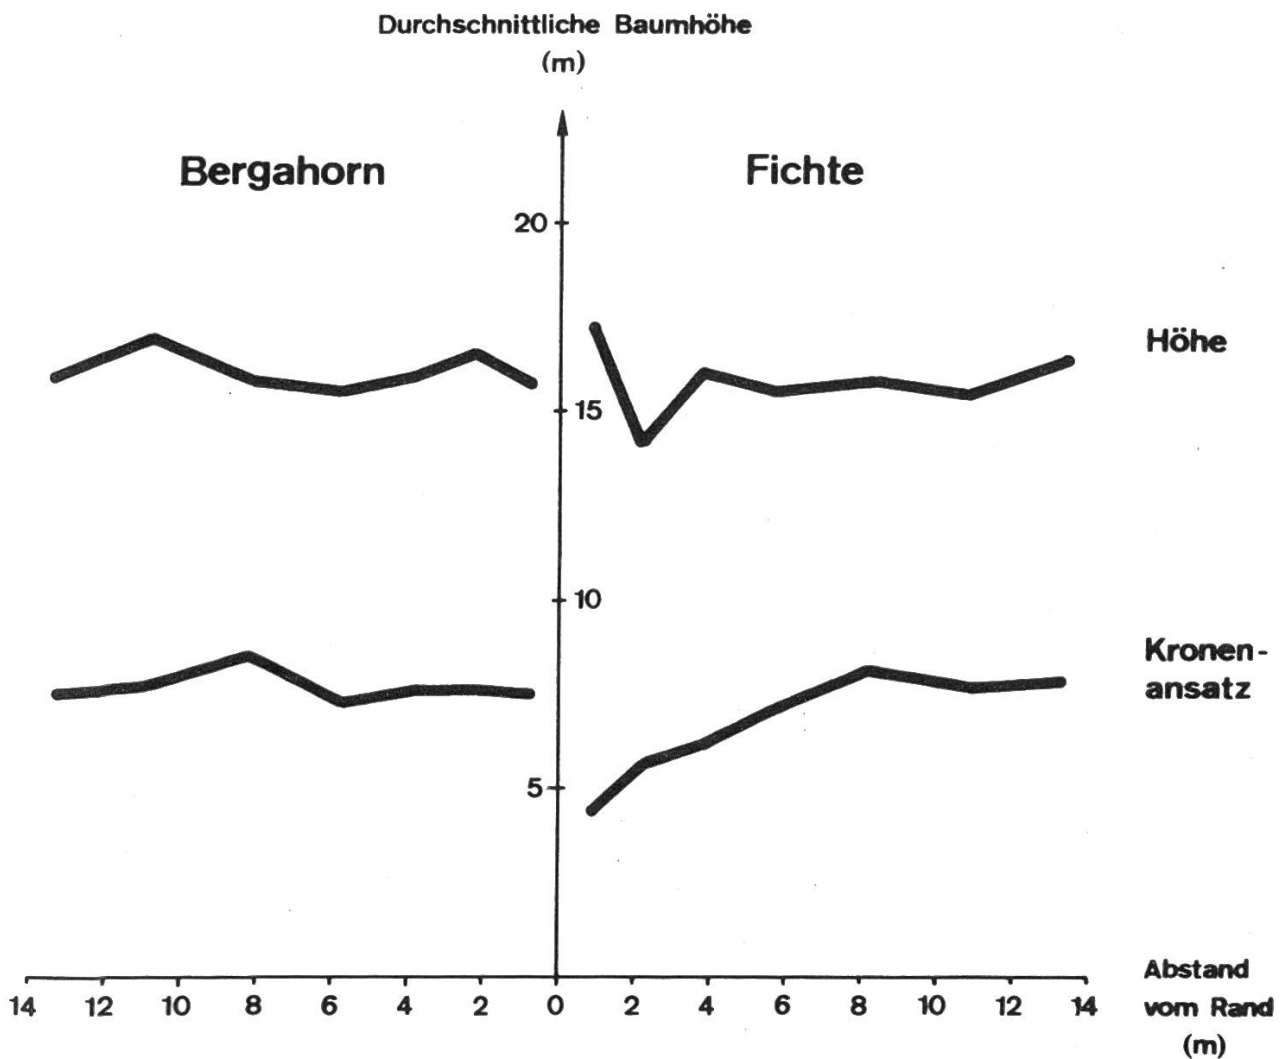 Durchschnittliche Baumhöhe
(m)
Bergahorn
Fichte
20
15
10
5
Höhe
Kronen-
ansatz
14 12 10 8 6 4 2 0 2 4 6 8 10 12 14
Abstand
vom Rand
(m)